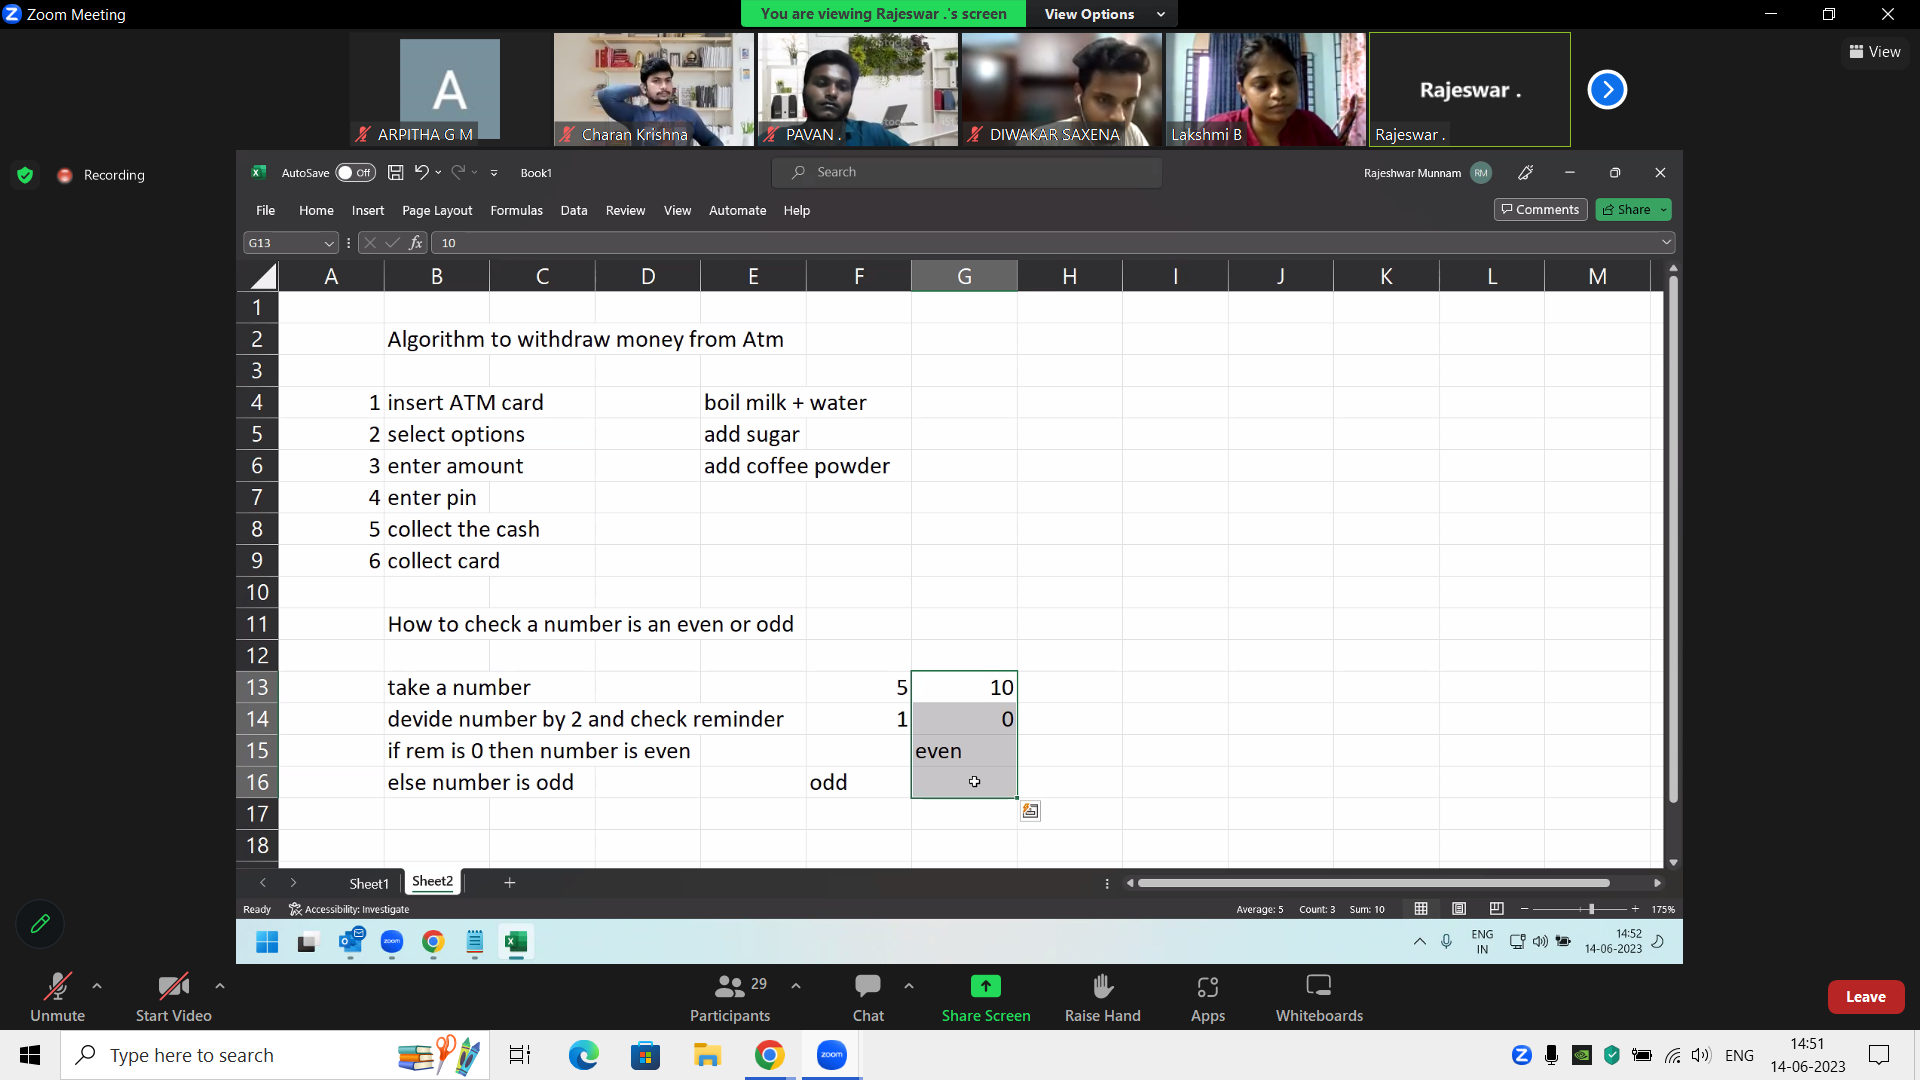 Zoom Meeting
You are viewing Rajeswar .'s screen
View Options
View
A
ARPITHA G M
Charan Krishna
PAVAN .
DIWAKAR SAXENA
Lakshmi B
Rajeswar .
Rajeswar .
Recording
AutoSave Off
Book1
Search
Rajeshwar Munnam RM
File Home Insert Page Layout Formulas Data Review View Automate Help
Comments Share
G13 fx 10
A B C D E F G H I J K L M
1
2 Algorithm to withdraw money from Atm
3
4 1 insert ATM card boil milk + water
5 2 select options add sugar
6 3 enter amount add coffee powder
7 4 enter pin
8 5 collect the cash
9 6 collect card
10
11 How to check a number is an even or odd
12
13 take a number 5 10
14 devide number by 2 and check reminder 1 0
15 if rem is 0 then number is even even
16 else number is odd odd
17
18
Sheet1 Sheet2
Ready Accessibility: Investigate Average: 5 Count: 3 Sum: 10 175%
zoom
ENG
IN
14:52
14-06-2023
Unmute
Start Video
29
Participants
Chat
Share Screen
Raise Hand
Apps
Whiteboards
Leave
Type here to search
zoom
ENG
14:51
14-06-2023